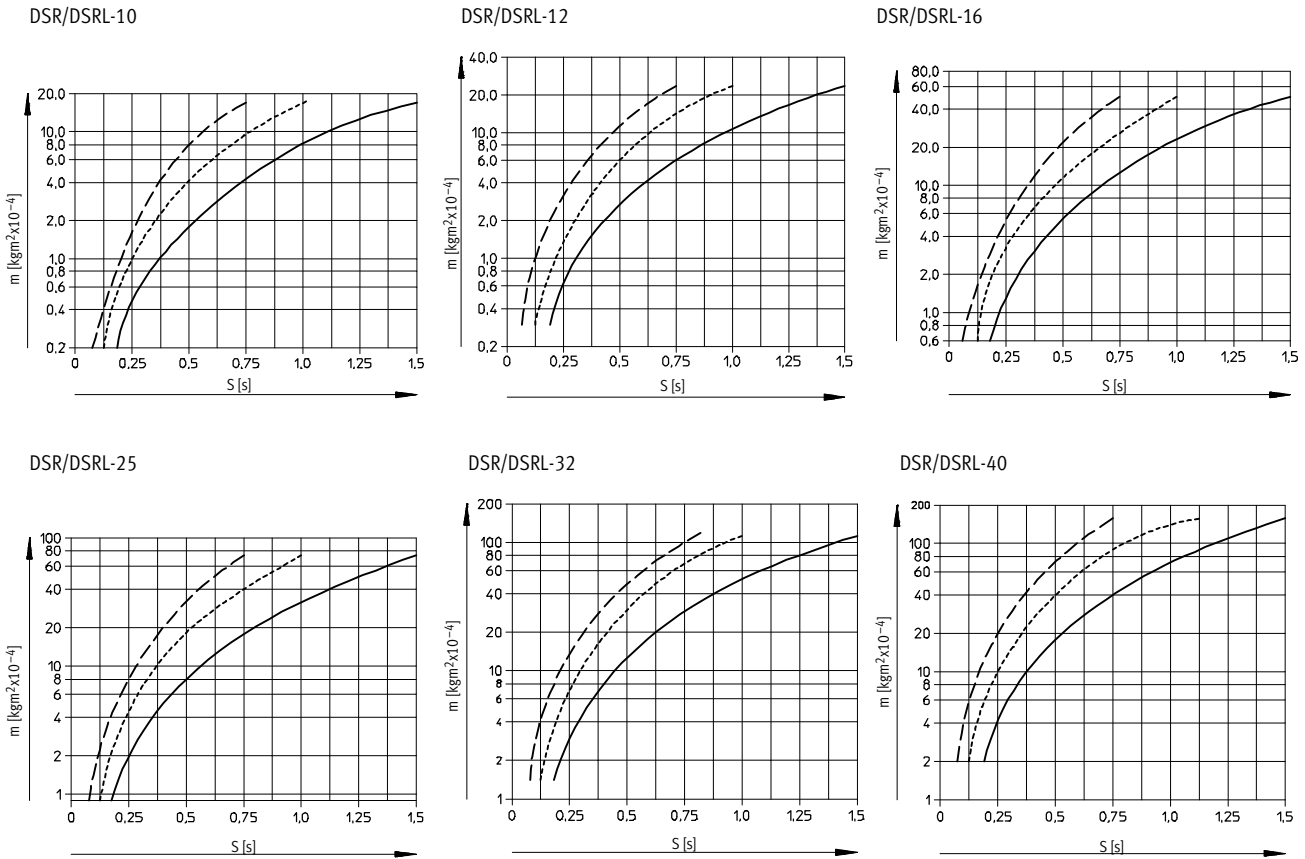 DSR/DSRL-10
20,0
10,0
8,0
6,0
4,0
2,0
1,0
0,8
0,6
0,4
0,2
m [kgm²x10⁻⁴]
0 0,25 0,5 0,75 1,0 1,25 1,5
S [s]
DSR/DSRL-12
40,0
20,0
10,0
8,0
6,0
4,0
2,0
1,0
0,8
0,6
0,4
0,2
m [kgm²x10⁻⁴]
0 0,25 0,5 0,75 1,0 1,25 1,5
S [s]
DSR/DSRL-16
80,0
60,0
40,0
20,0
10,0
8,0
6,0
4,0
2,0
1,0
0,8
0,6
m [kgm²x10⁻⁴]
0 0,25 0,5 0,75 1,0 1,25 1,5
S [s]
DSR/DSRL-25
100
80
60
40
20
10
8
6
4
2
1
m [kgm²x10⁻⁴]
0 0,25 0,5 0,75 1,0 1,25 1,5
S [s]
DSR/DSRL-32
200
100
80
60
40
20
10
8
6
4
2
1
m [kgm²x10⁻⁴]
0 0,25 0,5 0,75 1,0 1,25 1,5
S [s]
DSR/DSRL-40
200
100
80
60
40
20
10
8
6
4
2
1
m [kgm²x10⁻⁴]
0 0,25 0,5 0,75 1,0 1,25 1,5
S [s]